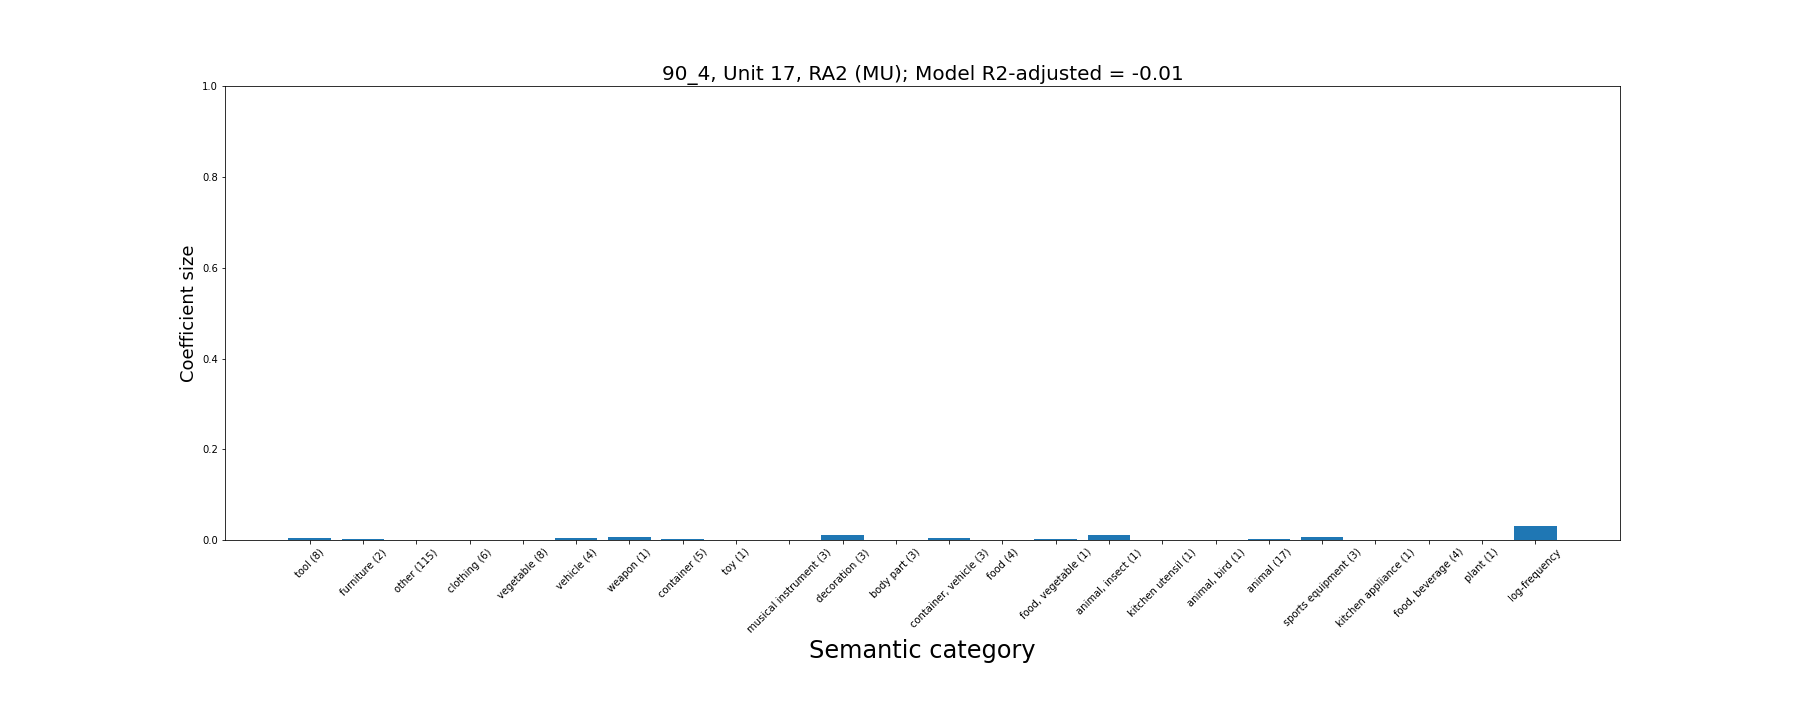 90_4, Unit 17, RA2 (MU); Model R2-adjusted = -0.01
1.0
0.8
0.6
0.4
0.2
0.0
Coefficient size
tool (8)
furniture (2)
other (115)
clothing (6)
vegetable (8)
vehicle (4)
weapon (1)
container (5)
toy (1)
musical instrument (3)
decoration (3)
body part (3)
container, vehicle (3)
food (4)
food, vegetable (1)
animal, insect (1)
kitchen utensil (1)
animal, bird (1)
animal (17)
sports equipment (3)
kitchen appliance (1)
food, beverage (4)
plant (1)
log-frequency
Semantic category